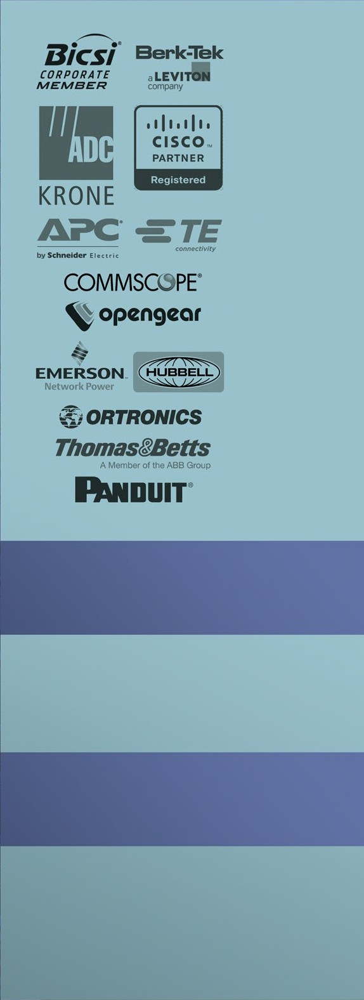 Bicsi®
CORPORATE
MEMBER
Berk-Tek
a LEVITON
company
ADC
KRONE
CISCO™
PARTNER
Registered
APC®
by Schneider Electric
TE
connectivity
COMMSCOPE®
opengear
EMERSON™
Network Power
HUBBELL
ORTRONICS
Thomas&Betts
A Member of the ABB Group
PANDUIT®